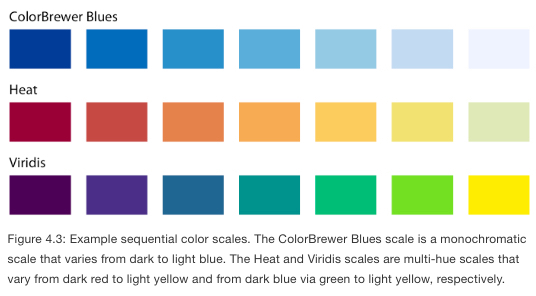 ColorBrewer Blues
Heat
Viridis
Figure 4.3: Example sequential color scales. The ColorBrewer Blues scale is a monochromatic
scale that varies from dark to light blue. The Heat and Viridis scales are multi-hue scales that
vary from dark red to light yellow and from dark blue via green to light yellow, respectively.